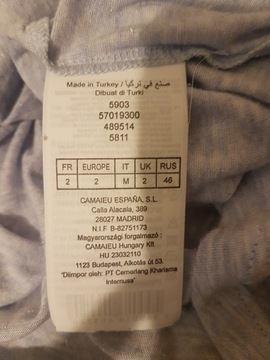 Made in Turkey / صنع في تركيا
Dibuat di Turki
5903
57019300
489514
5811
FR EUROPE IT UK RUS
2 2 M 2 46
CAMAIEU ESPAÑA, S.L.
Calla Alacala, 389
28027 MADRID
N.I.F B-82751173
Magyarországi forgalmazó :
CAMAIEU Hungary Kft
HU 23032110
1123 Budapest, Alkotás út 53.
"Diimpor oleh: PT Cemerlang Kharisma
Internusa"